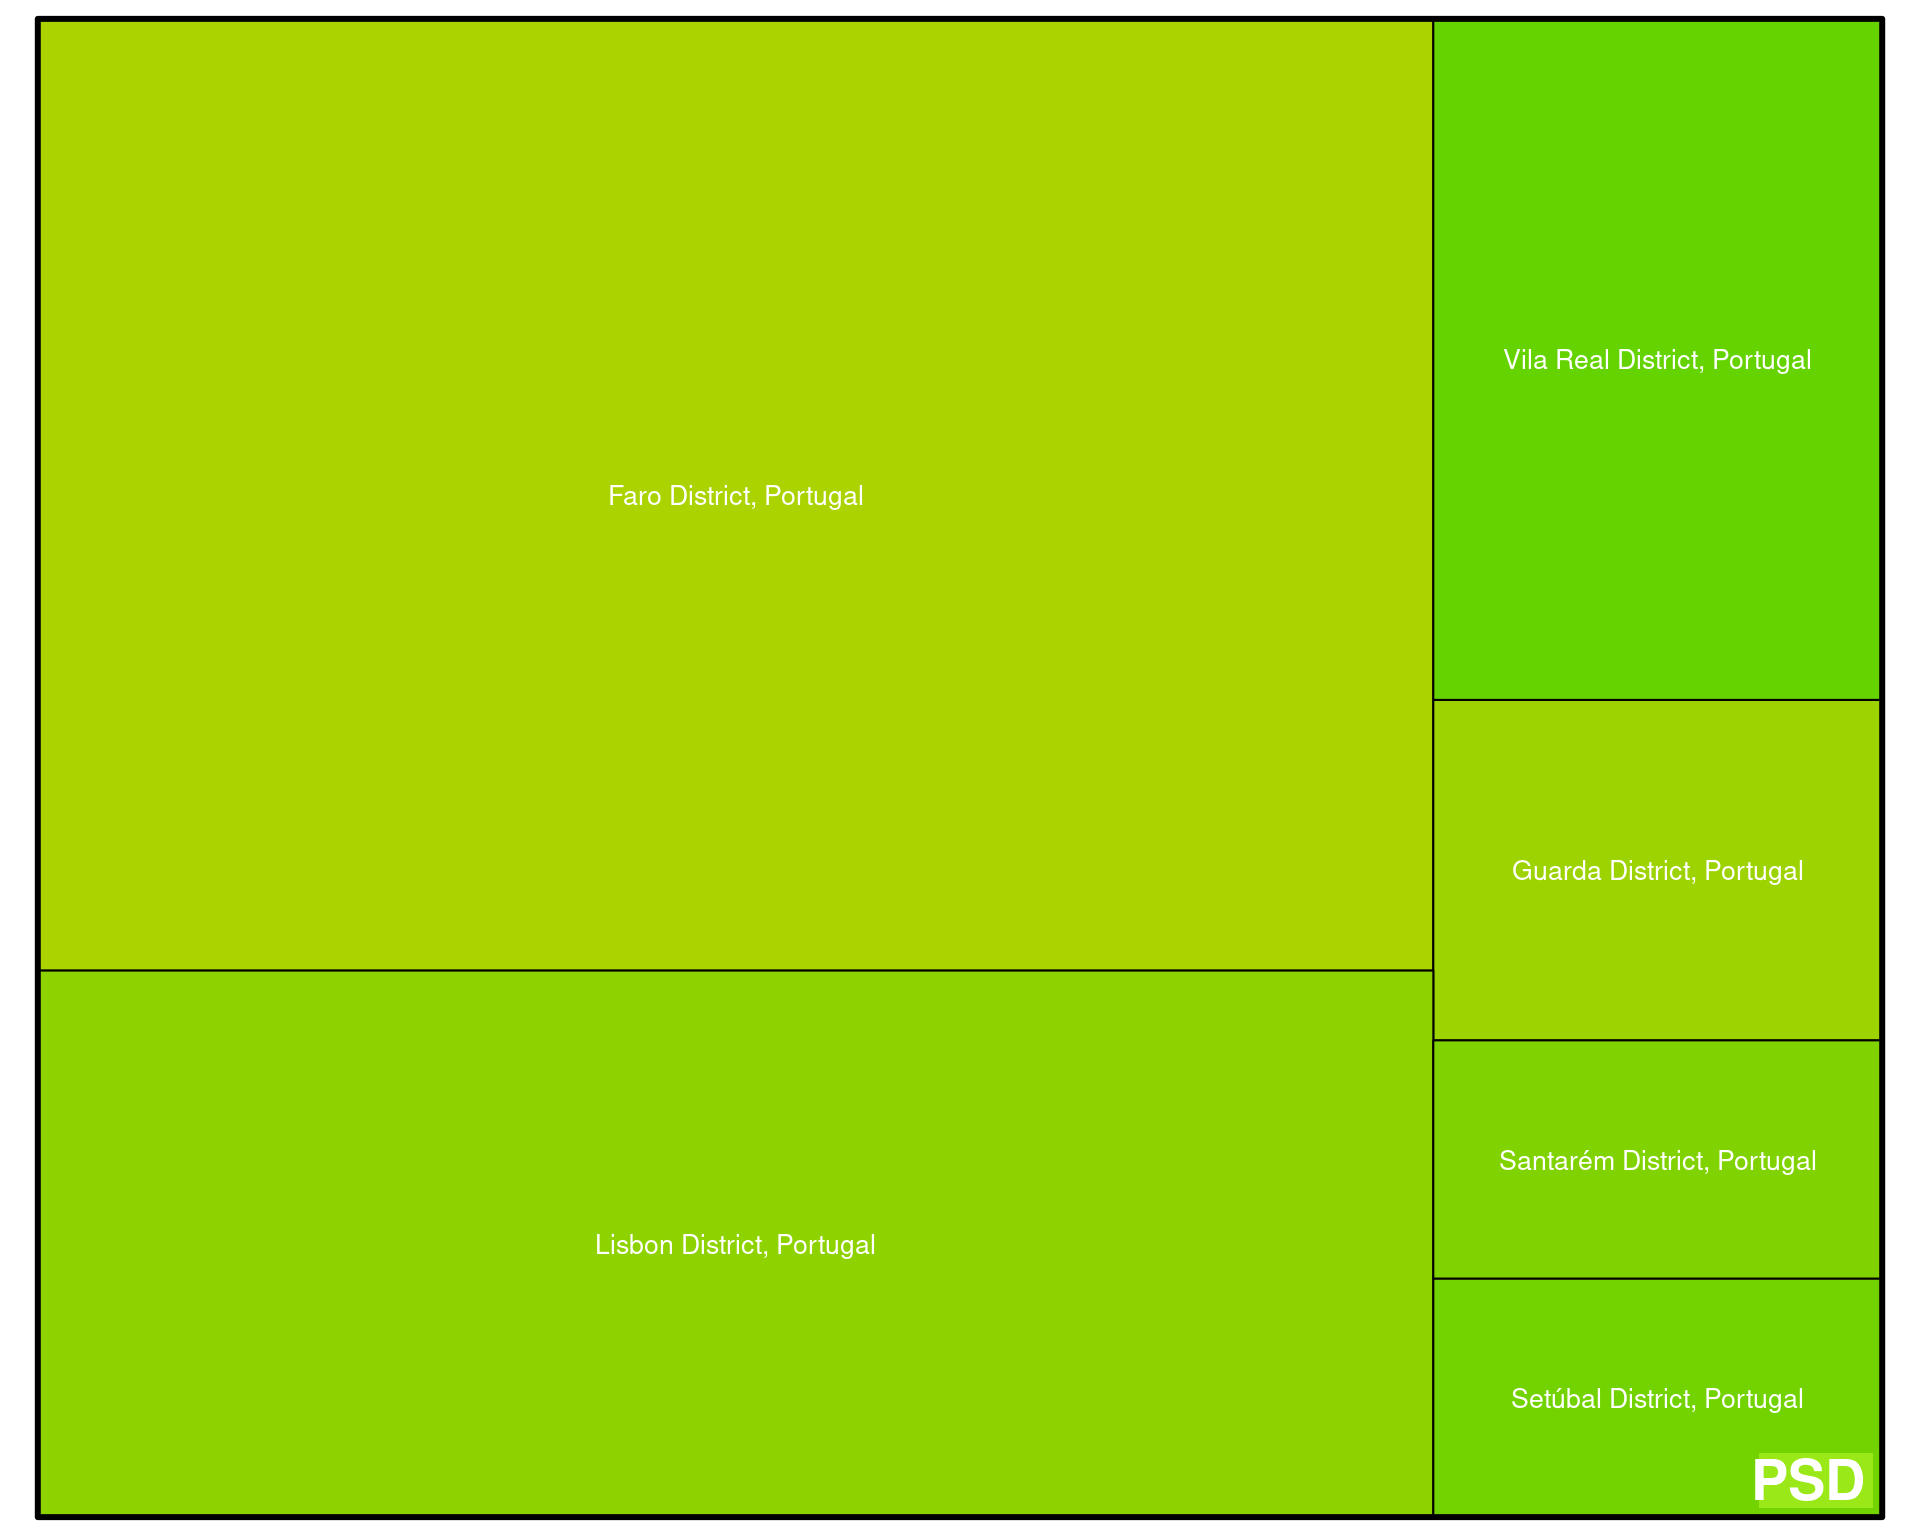 Faro District, Portugal
Lisbon District, Portugal
Vila Real District, Portugal
Guarda District, Portugal
Santarém District, Portugal
Setúbal District, Portugal
PSD